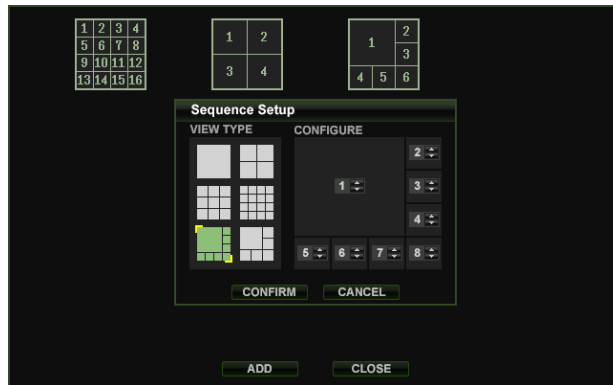 1 2 3 4
5 6 7 8
9 10 11 12
13 14 15 16
1 2
3 4
1 2
3
4 5 6
Sequence Setup
VIEW TYPE CONFIGURE
1
2
3
4
5 6 7 8
CONFIRM CANCEL
ADD CLOSE